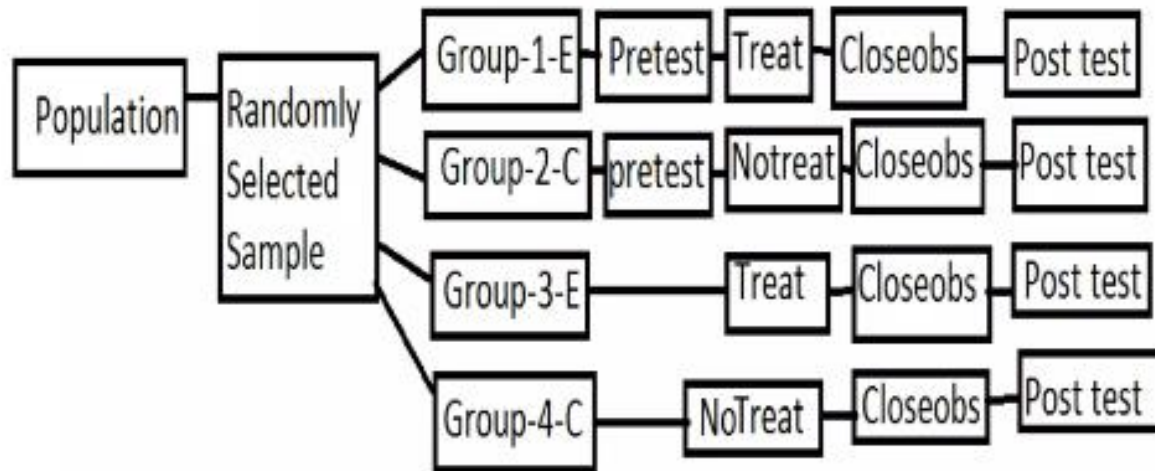 Population
Randomly
Selected
Sample
Group-1-E
Pretest
Treat
Closeobs
Post test
Group-2-C
pretest
Notreat
Closeobs
Post test
Group-3-E
Treat
Closeobs
Post test
Group-4-C
NoTreat
Closeobs
Post test